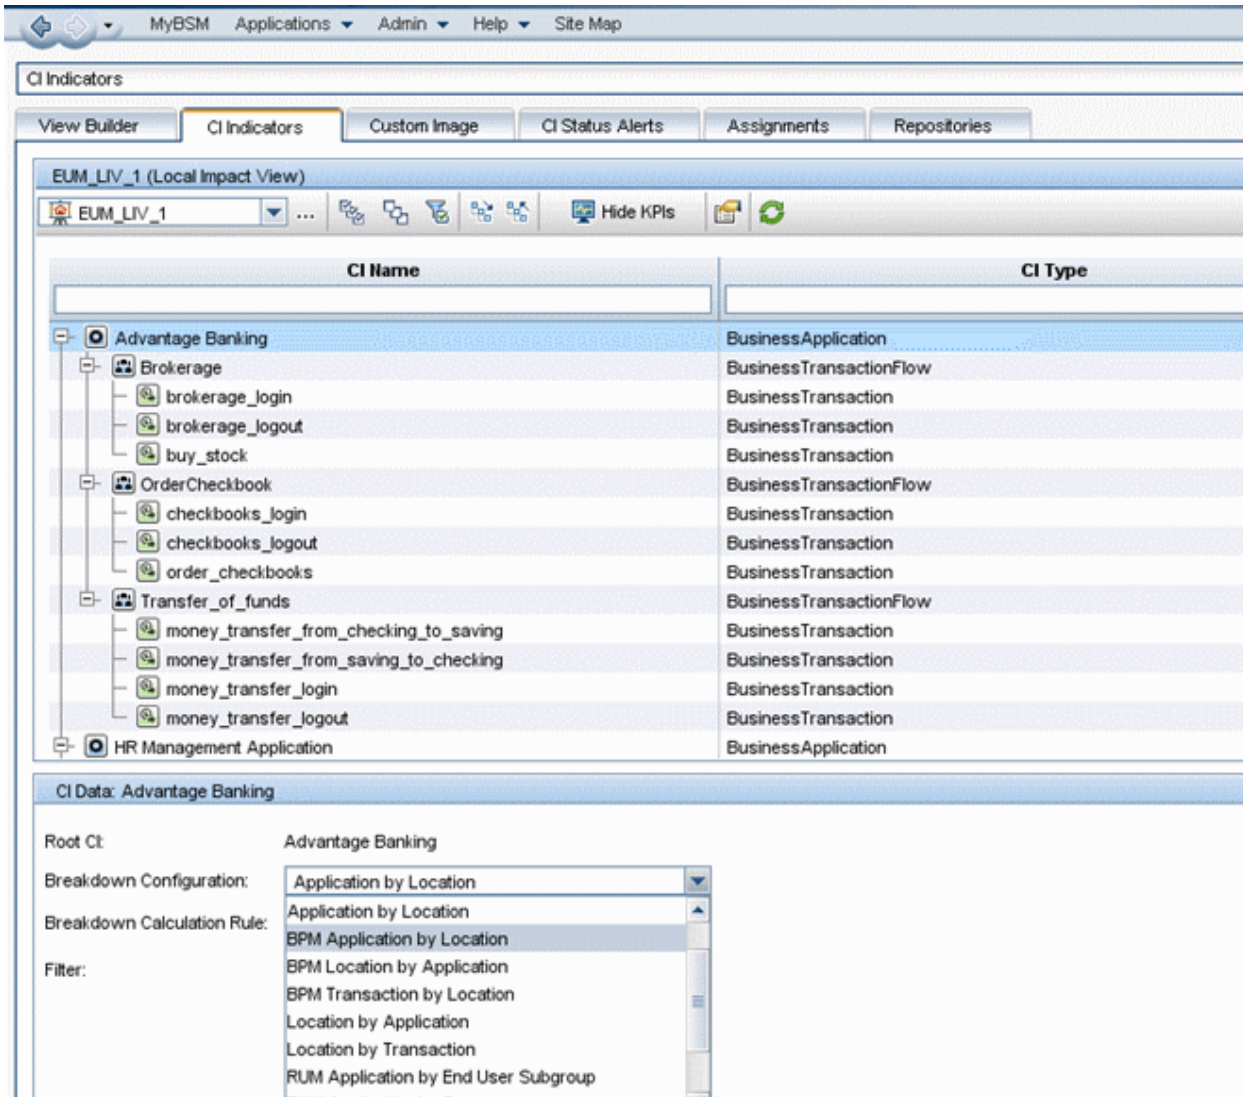 MyBSM Applications Admin Help Site Map
CI Indicators
View Builder CI Indicators Custom Image CI Status Alerts Assignments Repositories
EUM_LIV_1 (Local Impact View)
EUM_LIV_1 ... Hide KPIs
CI Name CI Type
Advantage Banking BusinessApplication
Brokerage BusinessTransactionFlow
brokerage_login BusinessTransaction
brokerage_logout BusinessTransaction
buy_stock BusinessTransaction
OrderCheckbook BusinessTransactionFlow
checkbooks_login BusinessTransaction
checkbooks_logout BusinessTransaction
order_checkbooks BusinessTransaction
Transfer_of_funds BusinessTransactionFlow
money_transfer_from_checking_to_saving BusinessTransaction
money_transfer_from_saving_to_checking BusinessTransaction
money_transfer_login BusinessTransaction
money_transfer_logout BusinessTransaction
HR Management Application BusinessApplication
CI Data: Advantage Banking
Root CI: Advantage Banking
Breakdown Configuration: Application by Location
Application by Location
Breakdown Calculation Rule:
BPM Application by Location
Filter: BPM Location by Application
BPM Transaction by Location
Location by Application
Location by Transaction
RUM Application by End User Subgroup